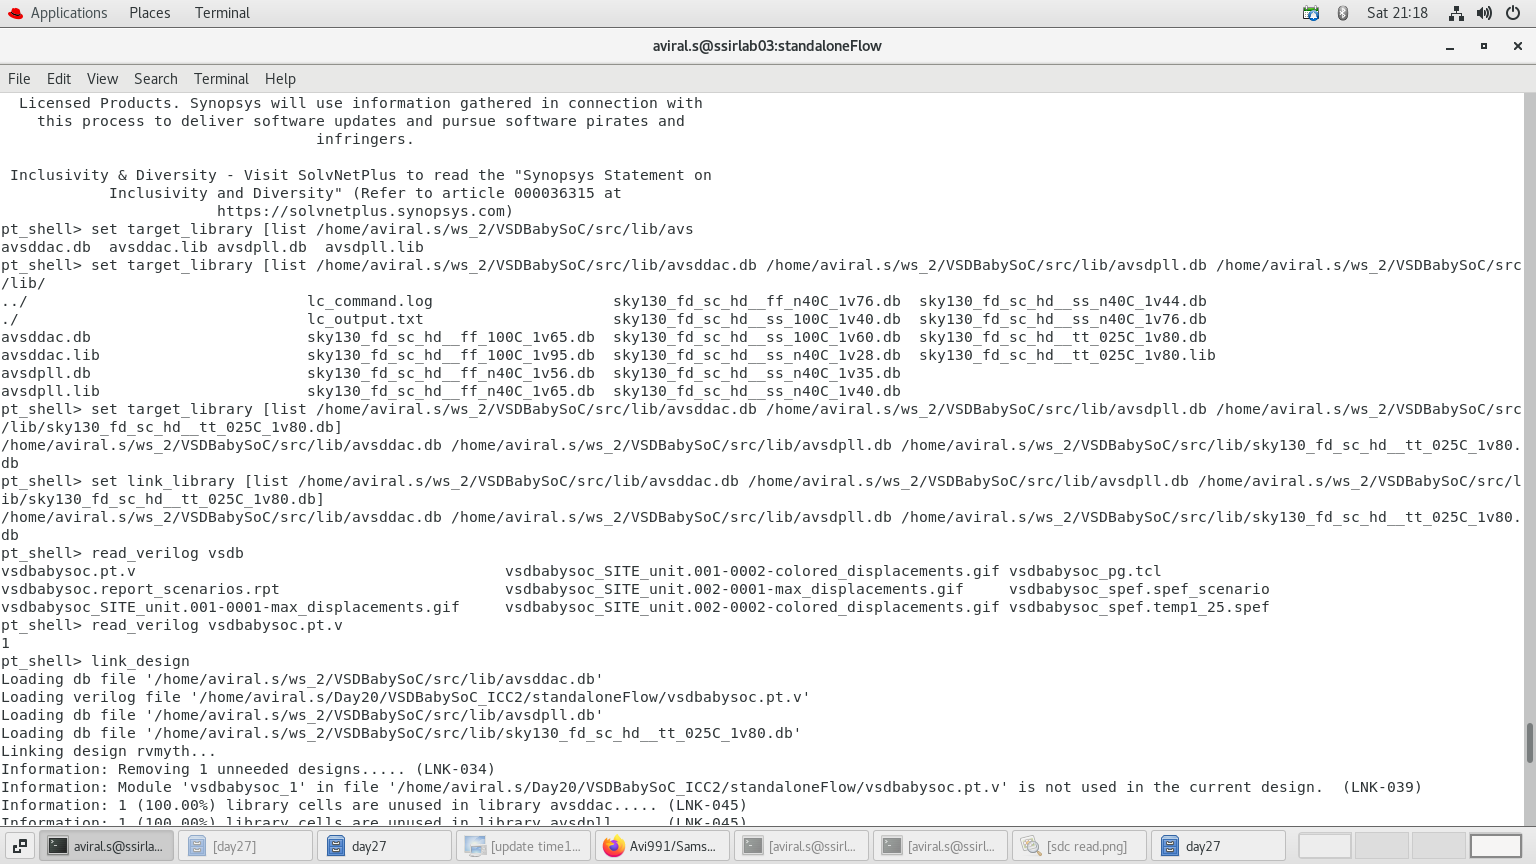 Applications Places Terminal Sat 21:18
aviral.s@ssirlab03:standaloneFlow
File Edit View Search Terminal Help
Licensed Products. Synopsys will use information gathered in connection with
this process to deliver software updates and pursue software pirates and
infringers.
Inclusivity & Diversity - Visit SolvNetPlus to read the "Synopsys Statement on
Inclusivity and Diversity" (Refer to article 000036315 at
https://solvnetplus.synopsys.com)
pt_shell> set target_library [list /home/aviral.s/ws_2/VSDBabySoC/src/lib/avs
avsddac.db  avsddac.lib avsdpll.db  avsdpll.lib
pt_shell> set target_library [list /home/aviral.s/ws_2/VSDBabySoC/src/lib/avsddac.db /home/aviral.s/ws_2/VSDBabySoC/src/lib/avsdpll.db /home/aviral.s/ws_2/VSDBabySoC/src
/lib/
../ lc_command.log sky130_fd_sc_hd__ff_n40C_1v76.db sky130_fd_sc_hd__ss_n40C_1v44.db
./ lc_output.txt sky130_fd_sc_hd__ss_100C_1v40.db sky130_fd_sc_hd__ss_n40C_1v76.db
avsddac.db sky130_fd_sc_hd__ff_100C_1v65.db sky130_fd_sc_hd__ss_100C_1v60.db sky130_fd_sc_hd__tt_025C_1v80.db
avsddac.lib sky130_fd_sc_hd__ff_100C_1v95.db sky130_fd_sc_hd__ss_n40C_1v28.db sky130_fd_sc_hd__tt_025C_1v80.lib
avsdpll.db sky130_fd_sc_hd__ff_n40C_1v56.db sky130_fd_sc_hd__ss_n40C_1v35.db
avsdpll.lib sky130_fd_sc_hd__ff_n40C_1v65.db sky130_fd_sc_hd__ss_n40C_1v40.db
pt_shell> set target_library [list /home/aviral.s/ws_2/VSDBabySoC/src/lib/avsddac.db /home/aviral.s/ws_2/VSDBabySoC/src/lib/avsdpll.db /home/aviral.s/ws_2/VSDBabySoC/src
/lib/sky130_fd_sc_hd__tt_025C_1v80.db]
/home/aviral.s/ws_2/VSDBabySoC/src/lib/avsddac.db /home/aviral.s/ws_2/VSDBabySoC/src/lib/avsdpll.db /home/aviral.s/ws_2/VSDBabySoC/src/lib/sky130_fd_sc_hd__tt_025C_1v80.
db
pt_shell> set link_library [list /home/aviral.s/ws_2/VSDBabySoC/src/lib/avsddac.db /home/aviral.s/ws_2/VSDBabySoC/src/lib/avsdpll.db /home/aviral.s/ws_2/VSDBabySoC/src/l
ib/sky130_fd_sc_hd__tt_025C_1v80.db]
/home/aviral.s/ws_2/VSDBabySoC/src/lib/avsddac.db /home/aviral.s/ws_2/VSDBabySoC/src/lib/avsdpll.db /home/aviral.s/ws_2/VSDBabySoC/src/lib/sky130_fd_sc_hd__tt_025C_1v80.
db
pt_shell> read_verilog vsdb
vsdbabysoc.pt.v vsdbabysoc_SITE_unit.001-0002-colored_displacements.gif vsdbabysoc_pg.tcl
vsdbabysoc.report_scenarios.rpt vsdbabysoc_SITE_unit.002-0001-max_displacements.gif vsdbabysoc_spef.spef_scenario
vsdbabysoc_SITE_unit.001-0001-max_displacements.gif vsdbabysoc_SITE_unit.002-0002-colored_displacements.gif vsdbabysoc_spef.temp1_25.spef
pt_shell> read_verilog vsdbabysoc.pt.v
1
pt_shell> link_design
Loading db file '/home/aviral.s/ws_2/VSDBabySoC/src/lib/avsddac.db'
Loading verilog file '/home/aviral.s/Day20/VSDBabySoC_ICC2/standaloneFlow/vsdbabysoc.pt.v'
Loading db file '/home/aviral.s/ws_2/VSDBabySoC/src/lib/avsdpll.db'
Loading db file '/home/aviral.s/ws_2/VSDBabySoC/src/lib/sky130_fd_sc_hd__tt_025C_1v80.db'
Linking design rvmyth...
Information: Removing 1 unneeded designs..... (LNK-034)
Information: Module 'vsdbabysoc_1' in file '/home/aviral.s/Day20/VSDBabySoC_ICC2/standaloneFlow/vsdbabysoc.pt.v' is not used in the current design.  (LNK-039)
Information: 1 (100.00%) library cells are unused in library avsddac..... (LNK-045)
Information: 1 (100.00%) library cells are unused in library avsdpll..... (LNK-045)
aviral.s@ssirla... [day27] day27 [update time1... Avi991/Sams... [aviral.s@ssirl... [aviral.s@ssirl... [sdc read.png] day27